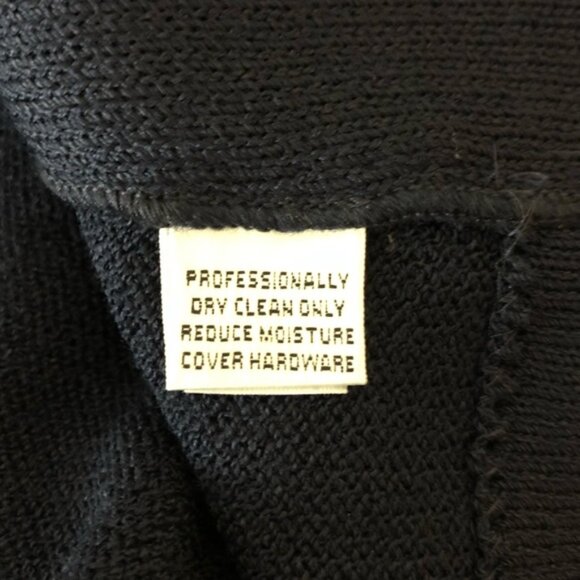 PROFESSIONALLY
DRY CLEAN ONLY
REDUCE MOISTURE
COVER HARDWARE